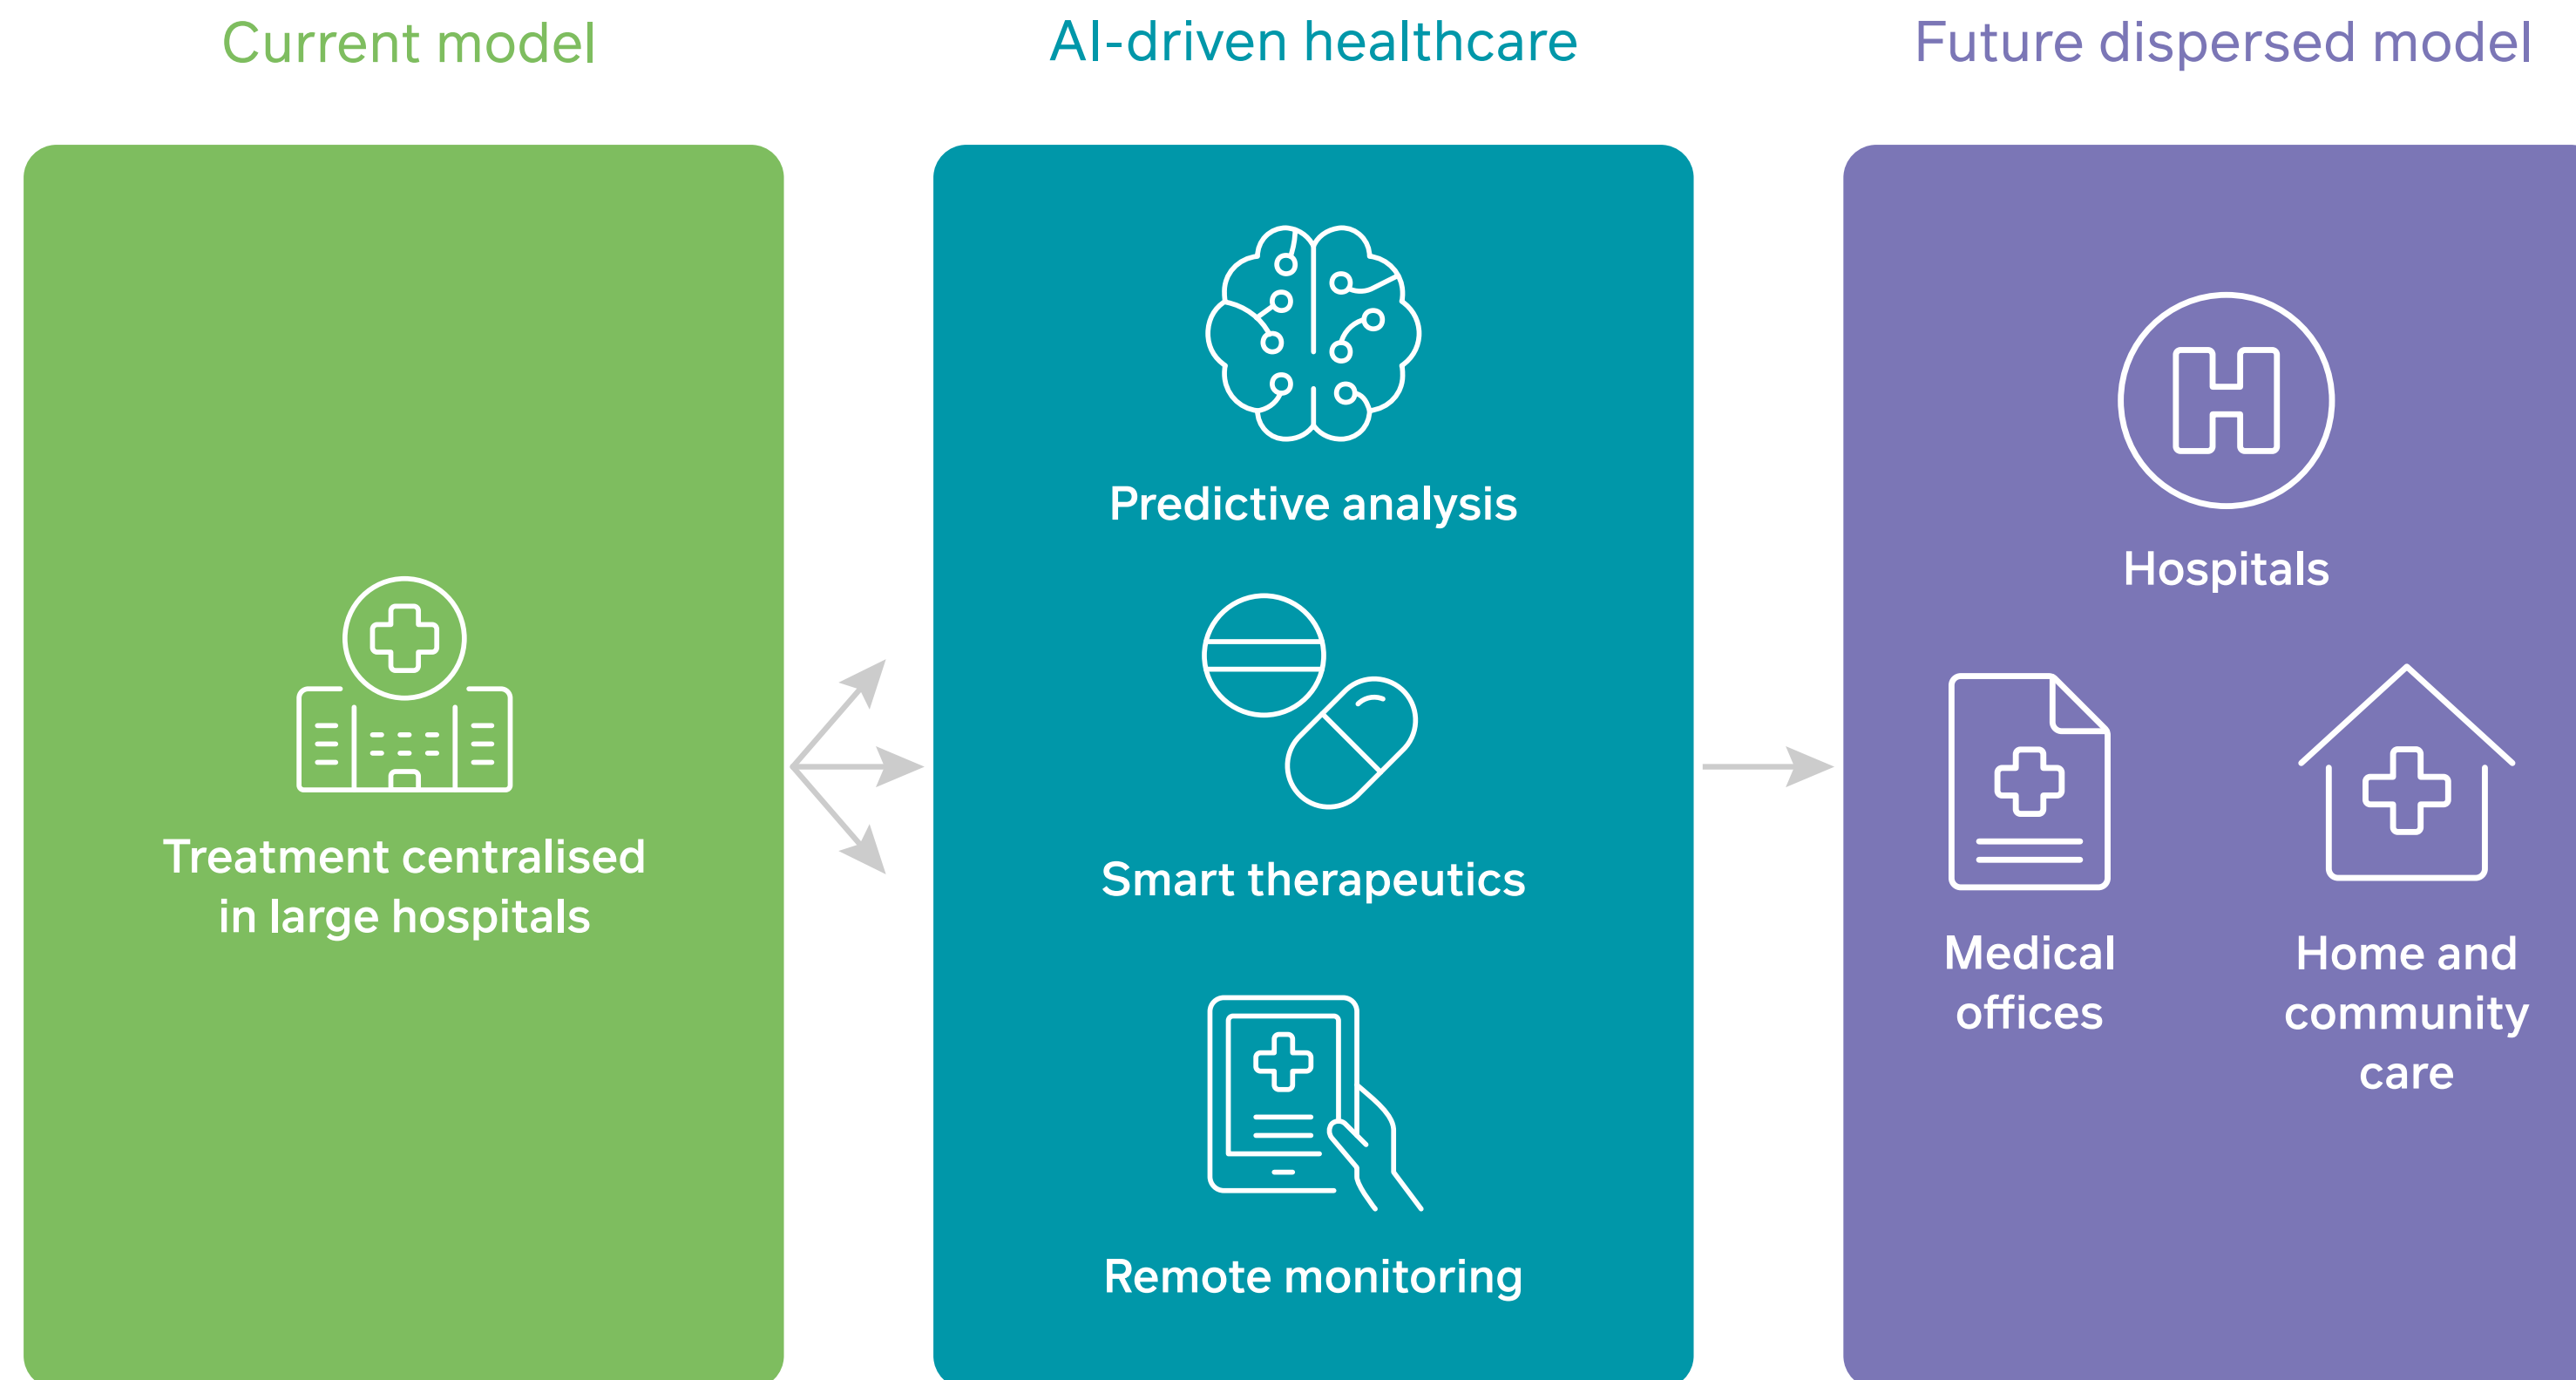 Current model
AI-driven healthcare
Future dispersed model
Treatment centralised
in large hospitals
Predictive analysis
Smart therapeutics
Remote monitoring
H
Hospitals
Medical
offices
Home and
community
care